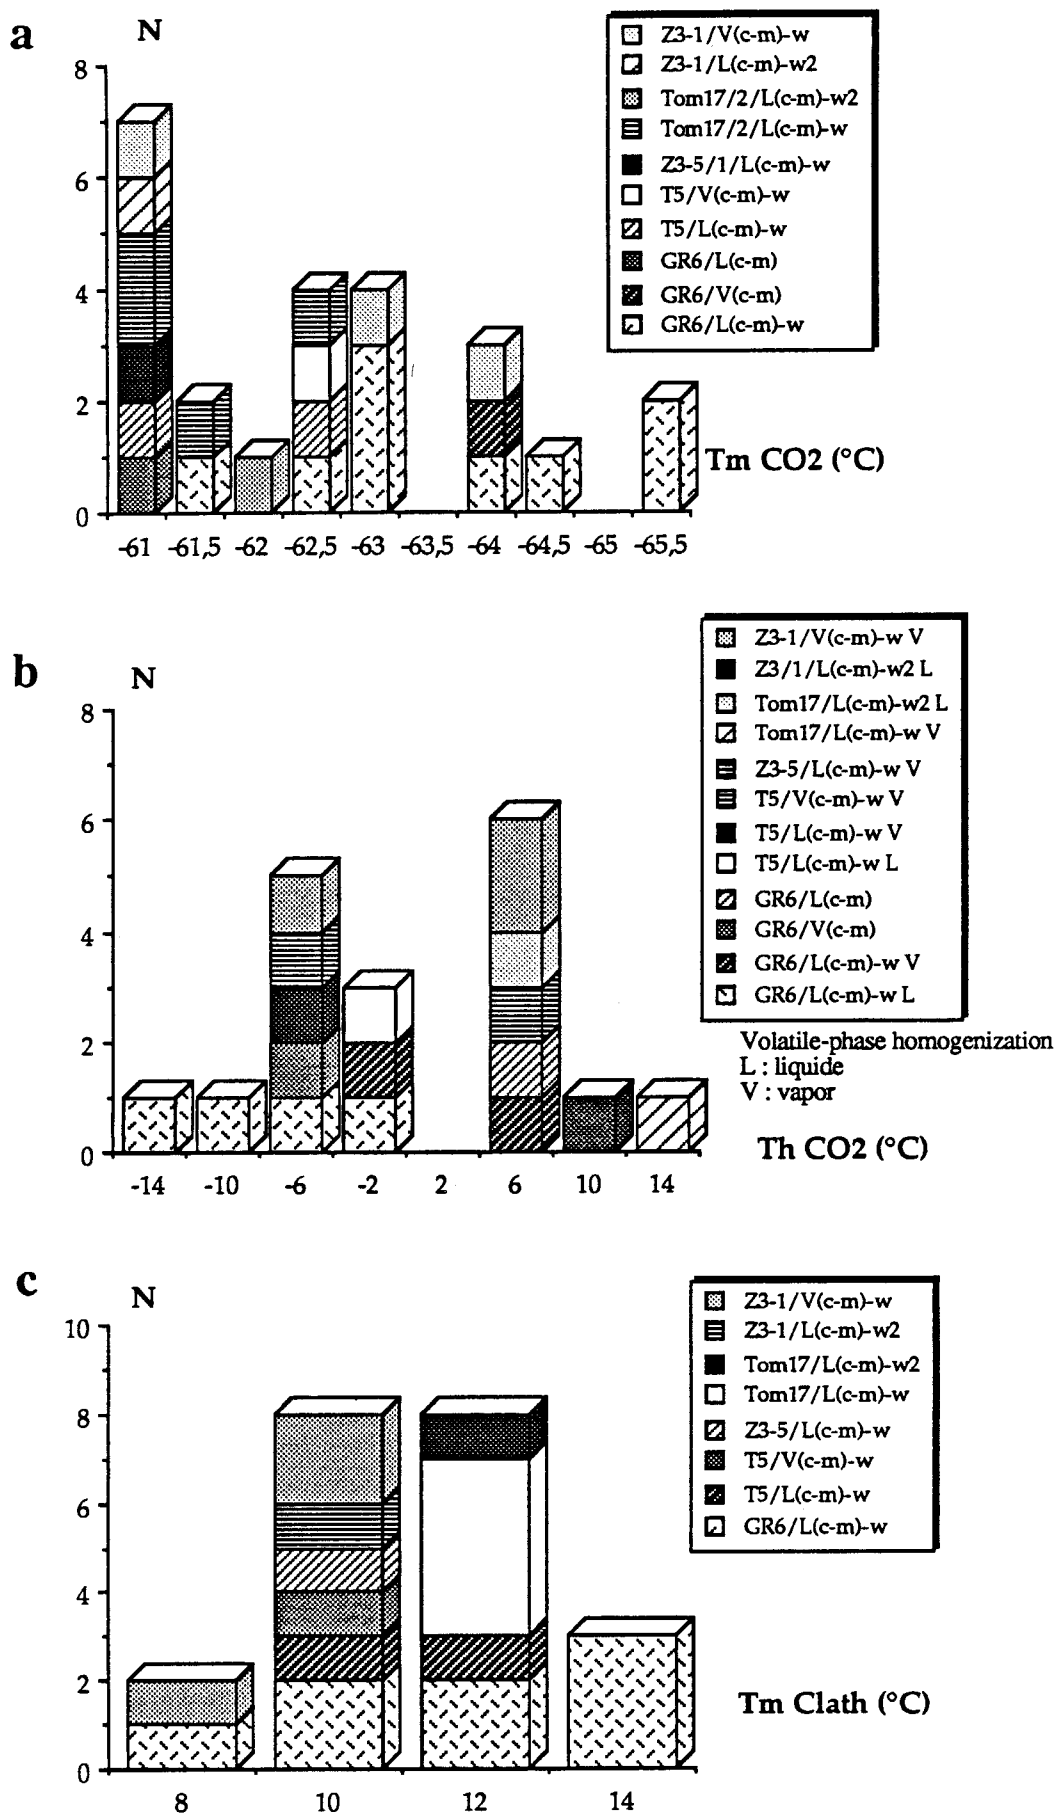 a
N
8
6
4
2
0
-61 -61,5 -62 -62,5 -63 -63,5 -64 -64,5 -65 -65,5
Tm CO2 (°C)
Z3-1/V(c-m)-w
Z3-1/L(c-m)-w2
Tom17/2/L(c-m)-w2
Tom17/2/L(c-m)-w
Z3-5/1/L(c-m)-w
T5/V(c-m)-w
T5/L(c-m)-w
GR6/L(c-m)
GR6/V(c-m)
GR6/L(c-m)-w
b
N
8
6
4
2
0
-14 -10 -6 -2 2 6 10 14
Z3-1/V(c-m)-w V
Z3/1/L(c-m)-w2 L
Tom17/L(c-m)-w2 L
Tom17/L(c-m)-w V
Z3-5/L(c-m)-w V
T5/V(c-m)-w V
T5/L(c-m)-w V
T5/L(c-m)-w L
GR6/L(c-m)
GR6/V(c-m)
GR6/L(c-m)-w V
GR6/L(c-m)-w L
Volatile-phase homogenization
L : liquide
V : vapor
Th CO2 (°C)
c
N
10
8
6
4
2
0
8 10 12 14
Z3-1/V(c-m)-w
Z3-1/L(c-m)-w2
Tom17/L(c-m)-w2
Tom17/L(c-m)-w
Z3-5/L(c-m)-w
T5/V(c-m)-w
T5/L(c-m)-w
GR6/L(c-m)-w
Tm Clath (°C)